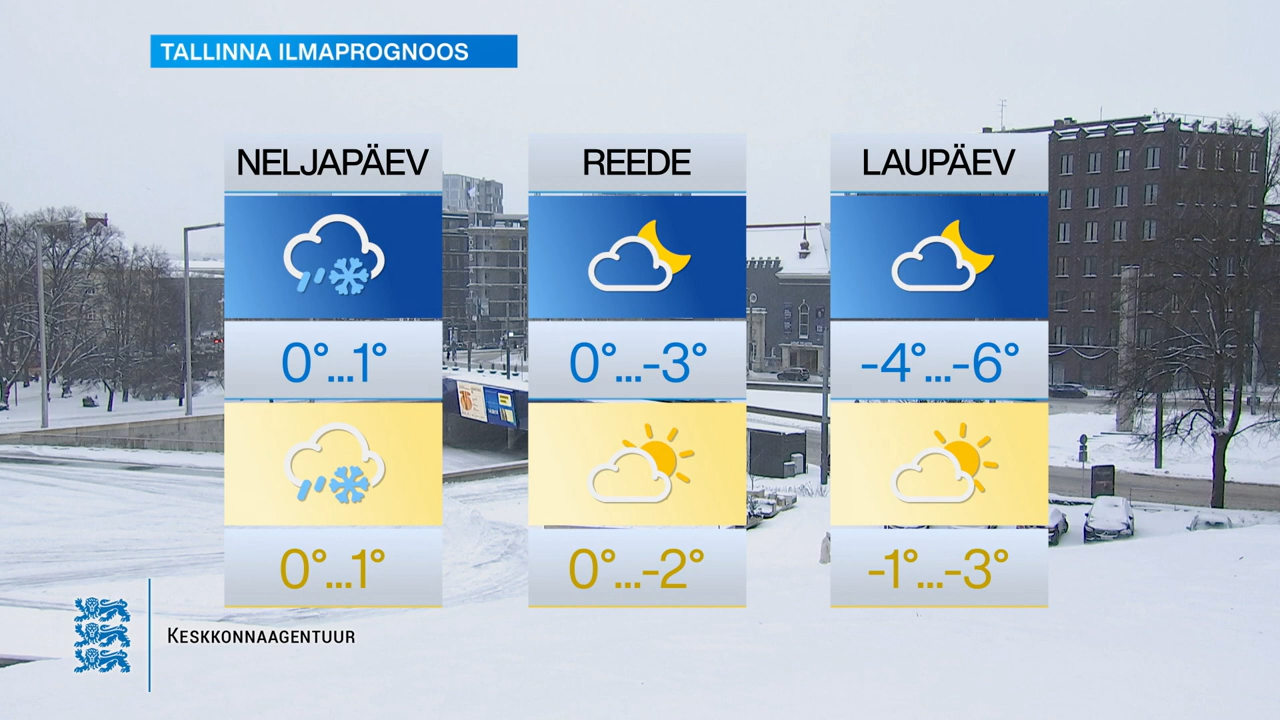 TALLINNA ILMAPROGNOOS
NELJAPÄEV
0°...1°
0°...1°
REEDE
0°...-3°
0°...-2°
LAUPÄEV
-4°...-6°
-1°...-3°
KESKKONNAAGENTUUR